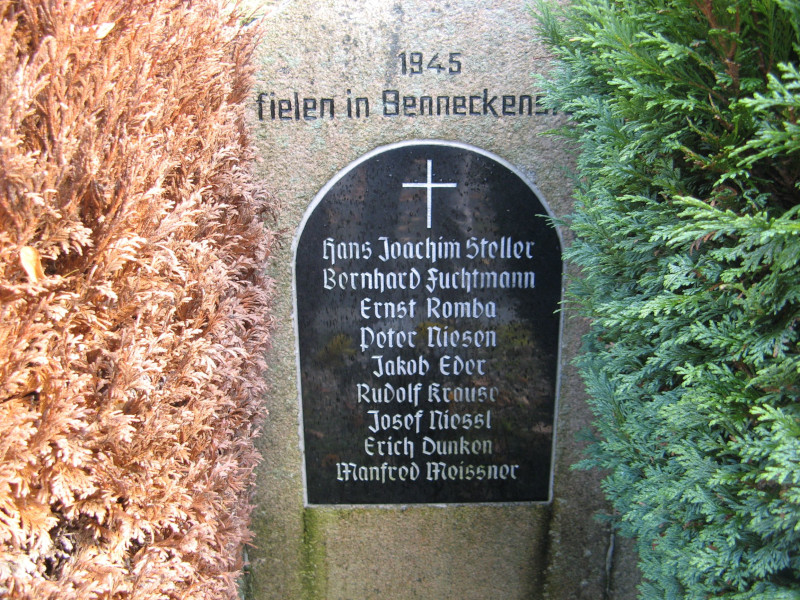 1945
fielen in Benneckens
Hans Joachim Steller
Bernhard Fuchtmann
Ernst Romba
Peter Niesen
Jakob Eder
Rudolf Krause
Josef Niessl
Erich Dunken
Manfred Meissner